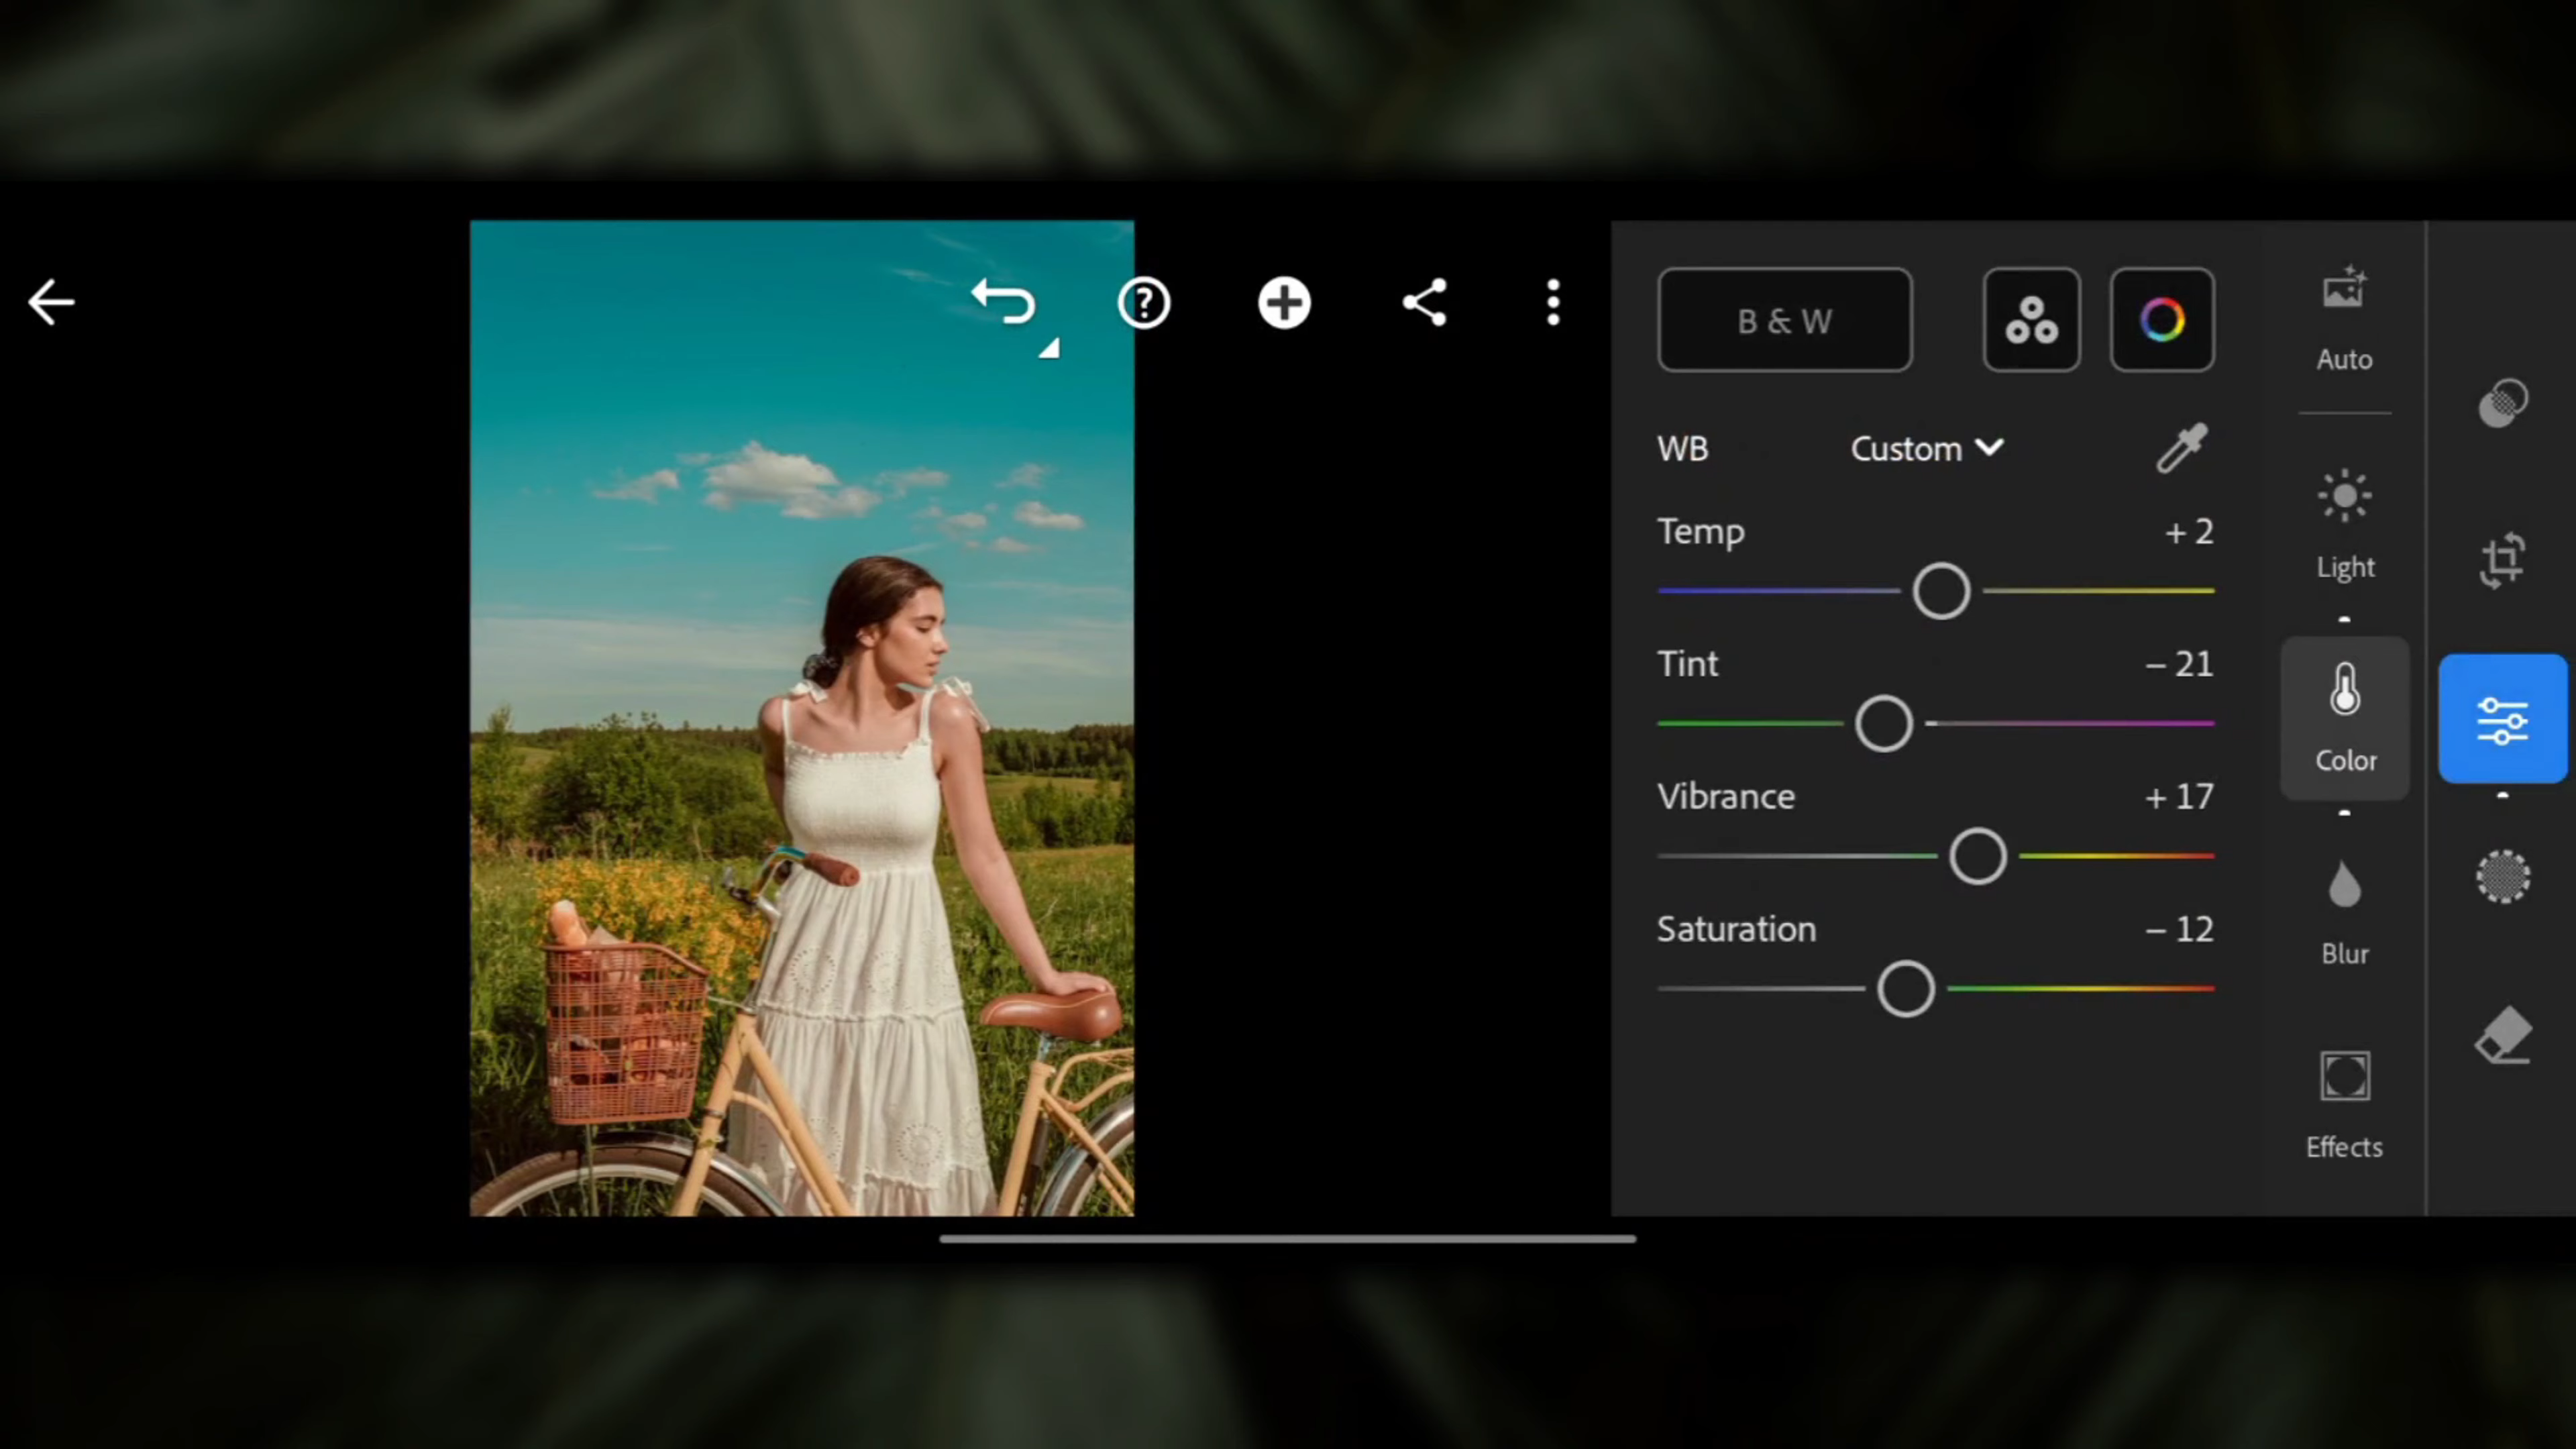 B & W
WB Custom
Temp + 2
Tint – 21
Vibrance + 17
Saturation – 12
Auto
Light
Color
Blur
Effects